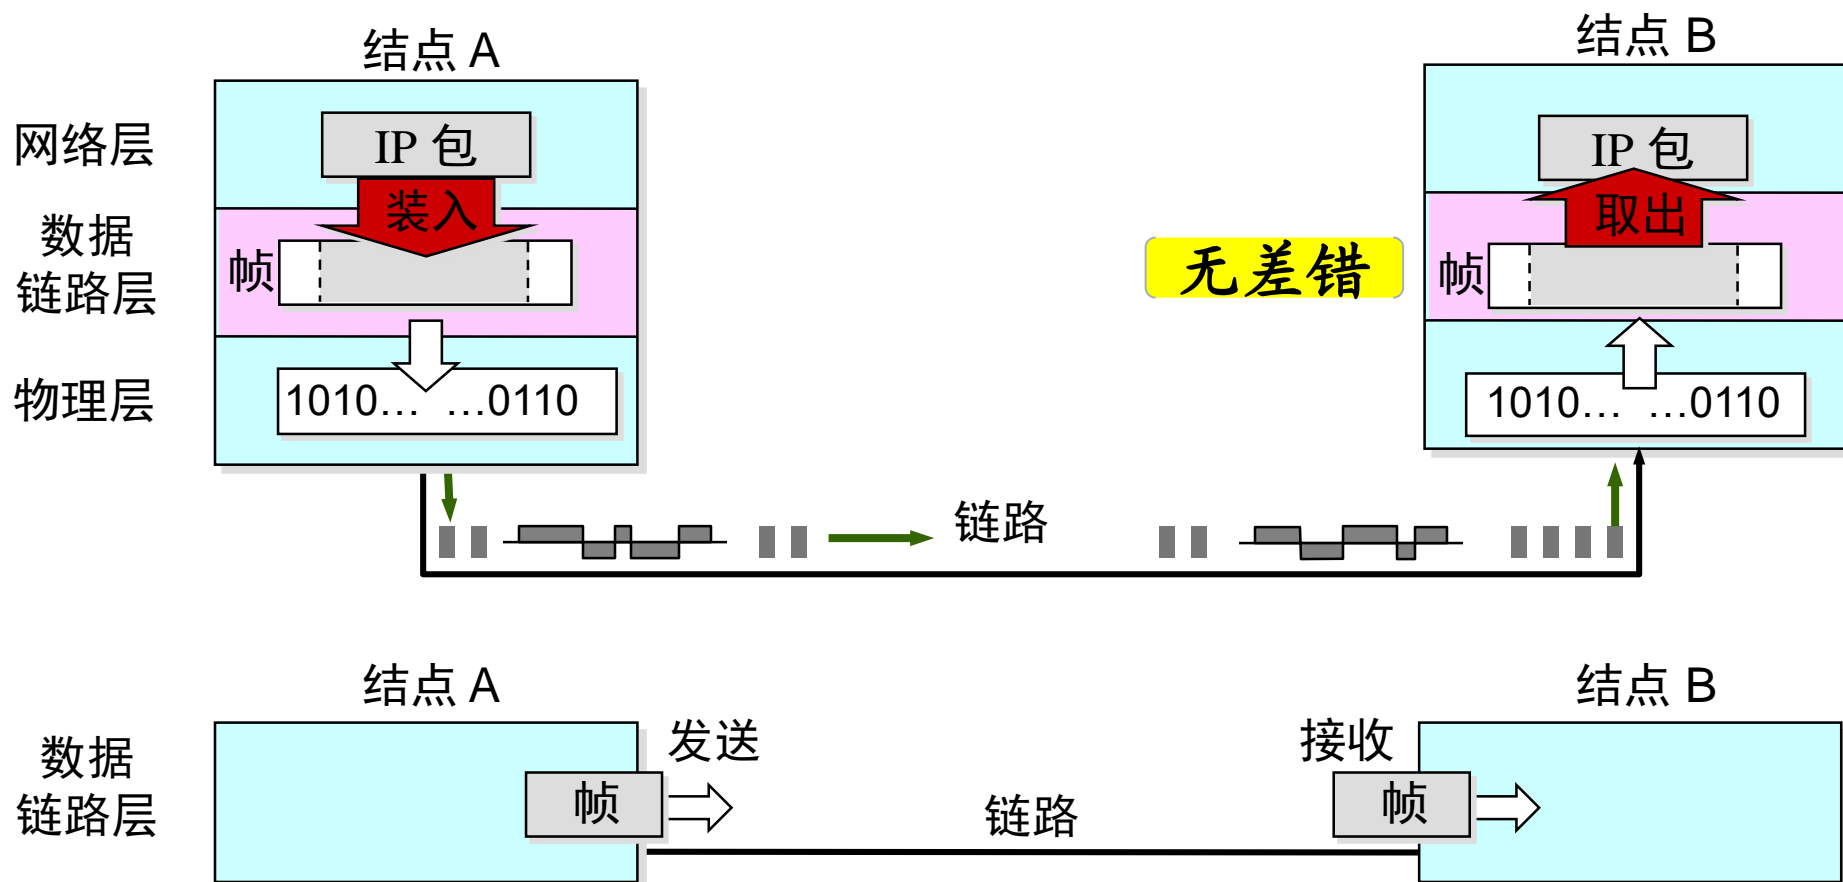 结点 A
结点 B
网络层
IP 包
IP 包
装入
取出
数据
链路层
帧
无差错
帧
物理层
1010… …0110
1010… …0110
链路
结点 A
结点 B
数据
链路层
发送
接收
帧
帧
链路